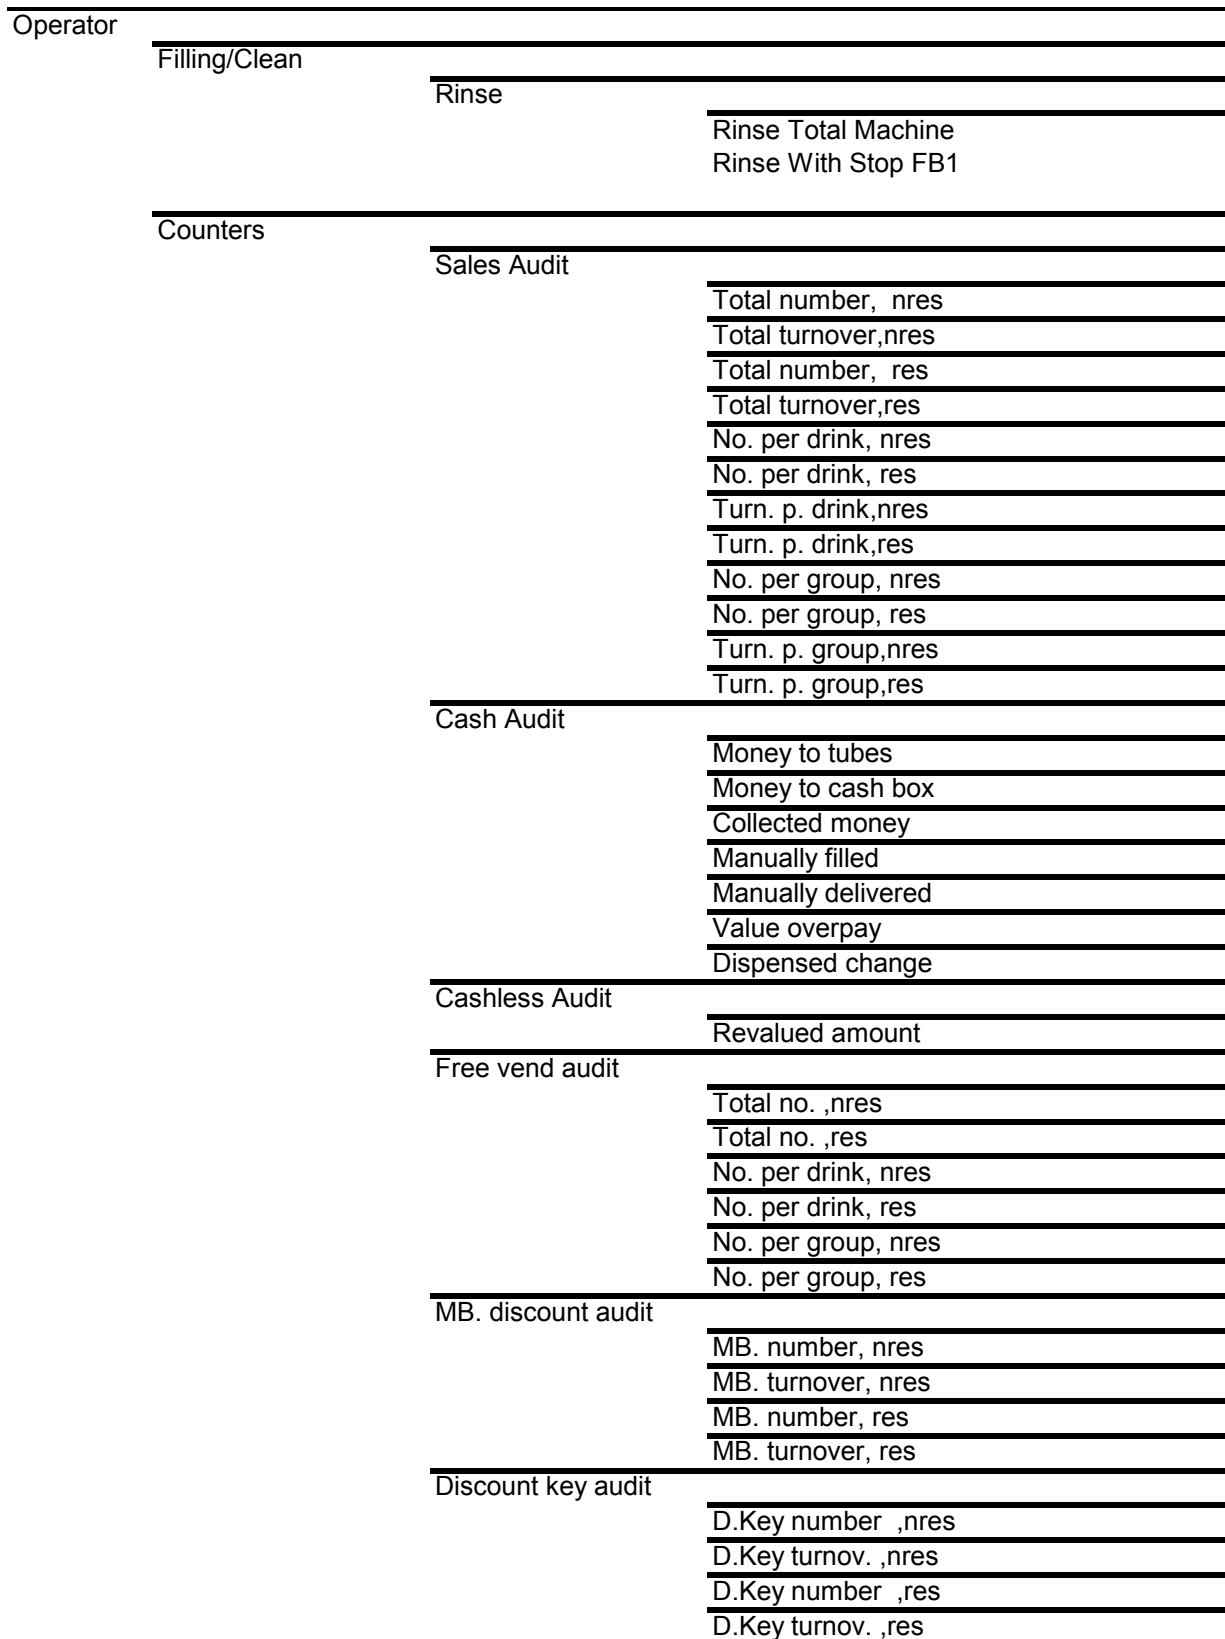 Operator
Filling/Clean
Rinse
Rinse Total Machine
Rinse With Stop FB1
Counters
Sales Audit
Total number,  nres
Total turnover,nres
Total number,  res
Total turnover,res
No. per drink, nres
No. per drink, res
Turn. p. drink,nres
Turn. p. drink,res
No. per group, nres
No. per group, res
Turn. p. group,nres
Turn. p. group,res
Cash Audit
Money to tubes
Money to cash box
Collected money
Manually filled
Manually delivered
Value overpay
Dispensed change
Cashless Audit
Revalued amount
Free vend audit
Total no. ,nres
Total no. ,res
No. per drink, nres
No. per drink, res
No. per group, nres
No. per group, res
MB. discount audit
MB. number, nres
MB. turnover, nres
MB. number, res
MB. turnover, res
Discount key audit
D.Key number  ,nres
D.Key turnov. ,nres
D.Key number  ,res
D.Key turnov. ,res